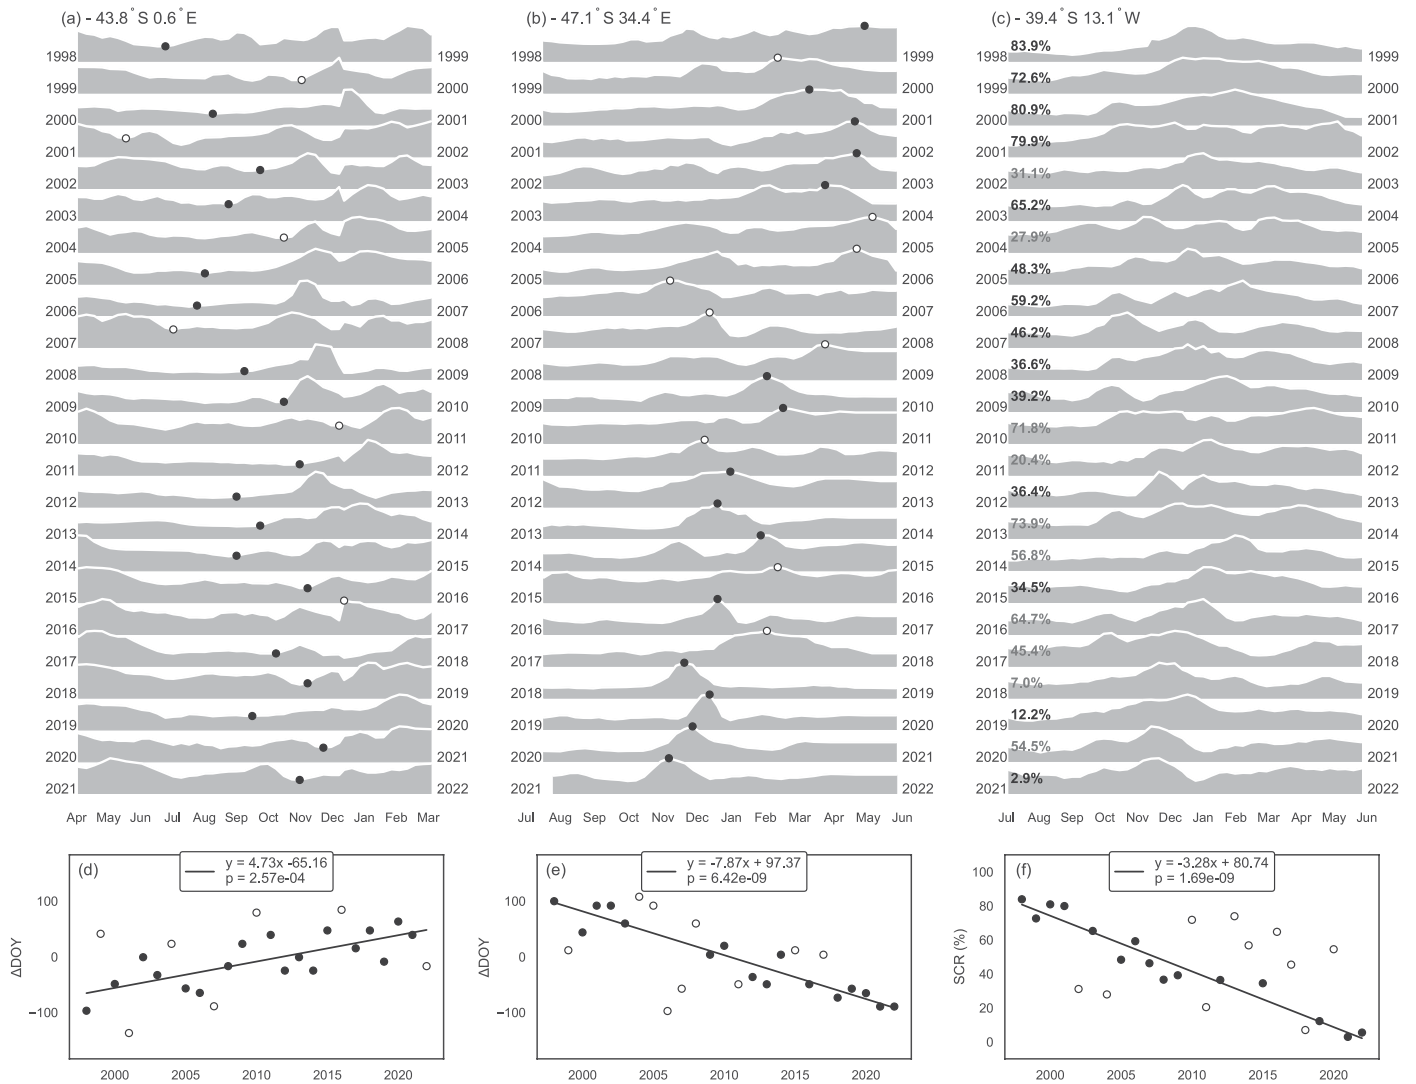 (a) - 43.8°S 0.6°E
(b) - 47.1°S 34.4°E
(c) - 39.4°S 13.1°W
1998 1999 1998 1999 1998 83.9% 1999
1999 2000 1999 2000 1999 72.6% 2000
2000 2001 2000 2001 2000 80.9% 2001
2001 2002 2001 2002 2001 79.9% 2002
2002 2003 2002 2003 2002 31.1% 2003
2003 2004 2003 2004 2003 65.2% 2004
2004 2005 2004 2005 2004 27.9% 2005
2005 2006 2005 2006 2005 48.3% 2006
2006 2007 2006 2007 2006 59.2% 2007
2007 2008 2007 2008 2007 46.2% 2008
2008 2009 2008 2009 2008 36.6% 2009
2009 2010 2009 2010 2009 39.2% 2010
2010 2011 2010 2011 2010 71.8% 2011
2011 2012 2011 2012 2011 20.4% 2012
2012 2013 2012 2013 2012 36.4% 2013
2013 2014 2013 2014 2013 73.9% 2014
2014 2015 2014 2015 2014 56.8% 2015
2015 2016 2015 2016 2015 34.5% 2016
2016 2017 2016 2017 2016 64.7% 2017
2017 2018 2017 2018 2017 45.4% 2018
2018 2019 2018 2019 2018 7.0% 2019
2019 2020 2019 2020 2019 12.2% 2020
2020 2021 2020 2021 2020 54.5% 2021
2021 2022 2021 2022 2021 2.9% 2022
Apr May Jun Jul Aug Sep Oct Nov Dec Jan Feb Mar
Jul Aug Sep Oct Nov Dec Jan Feb Mar Apr May Jun
Jul Aug Sep Oct Nov Dec Jan Feb Mar Apr May Jun
(d)
y = 4.73x -65.16
p = 2.57e-04
ΔDOY
100
0
−100
2000 2005 2010 2015 2020
(e)
y = -7.87x + 97.37
p = 6.42e-09
ΔDOY
100
0
−100
2000 2005 2010 2015 2020
(f)
y = -3.28x + 80.74
p = 1.69e-09
SCR (%)
100
80
60
40
20
0
2000 2005 2010 2015 2020